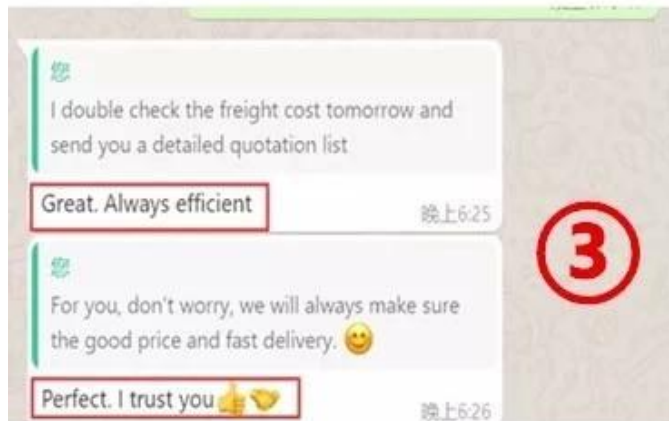 您
I double check the freight cost tomorrow and
send you a detailed quotation list
Great. Always efficient
晚上6:25
③
您
For you, don't worry, we will always make sure
the good price and fast delivery. 😊
Perfect. I trust you👍🤝
晚上6:26